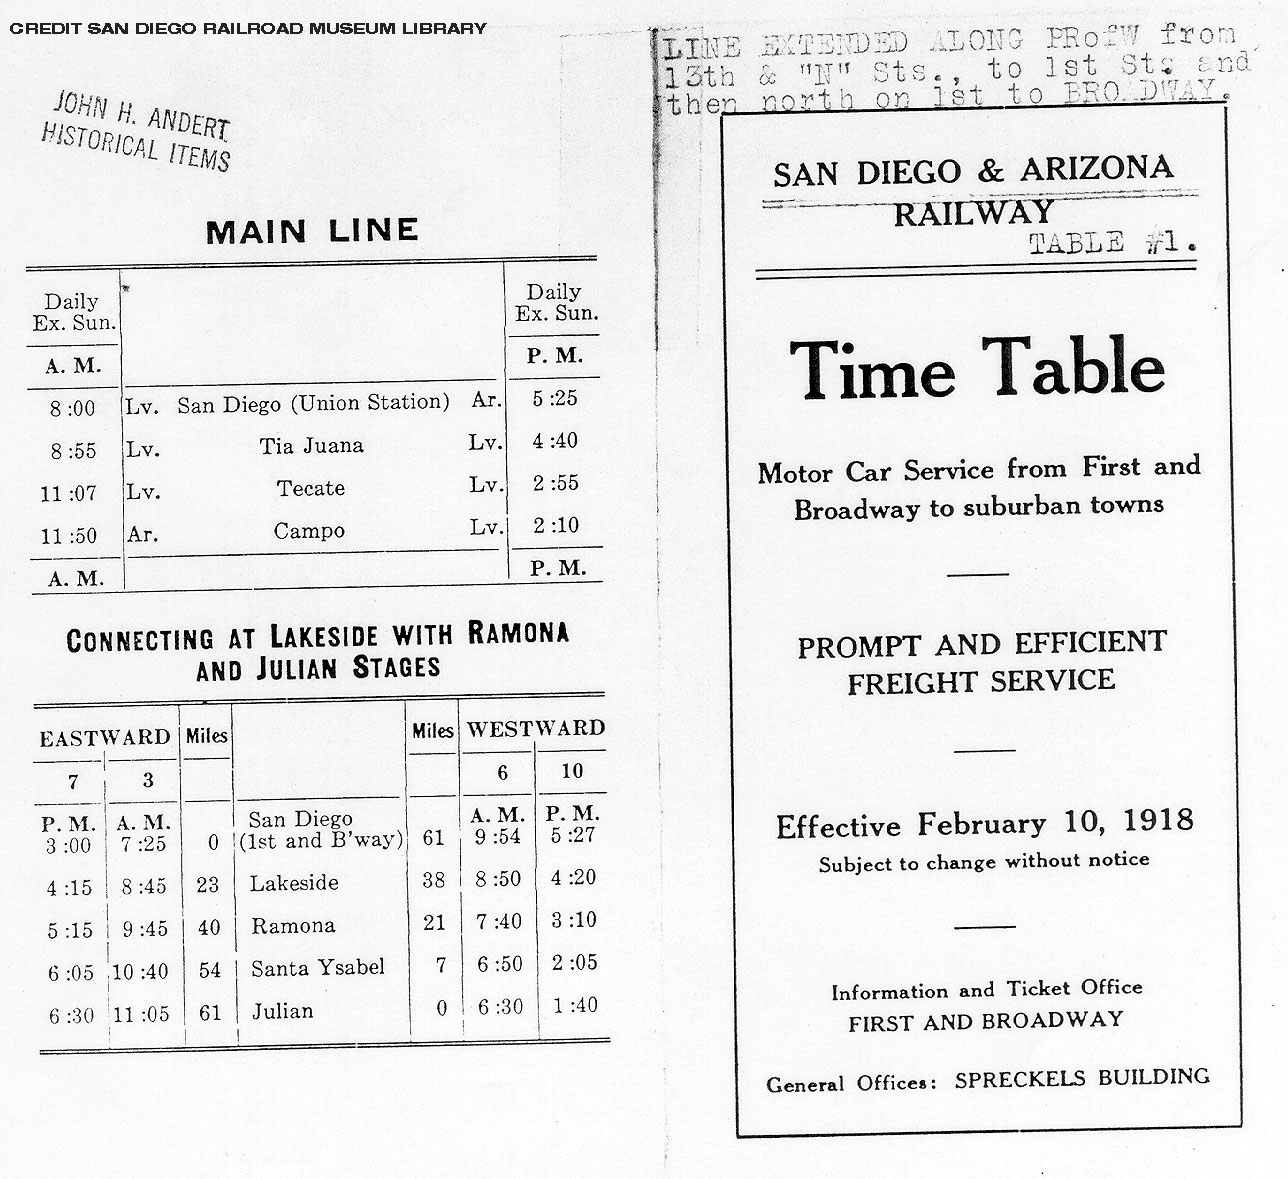 CREDIT SAN DIEGO RAILROAD MUSEUM LIBRARY
JOHN H. ANDERT
HISTORICAL ITEMS
MAIN LINE
Daily Daily
Ex. Sun. Ex. Sun.
A. M. P. M.
8:00 Lv. San Diego (Union Station) Ar. 5:25
8:55 Lv. Tia Juana Lv. 4:40
11:07 Lv. Tecate Lv. 2:55
11:50 Ar. Campo Lv. 2:10
A. M. P. M.
CONNECTING AT LAKESIDE WITH RAMONA
AND JULIAN STAGES
EASTWARD Miles Miles WESTWARD
7 3 6 10
P. M. A. M. San Diego A. M. P. M.
3:00 7:25 0 (1st and B'way) 61 9:54 5:27
4:15 8:45 23 Lakeside 38 8:50 4:20
5:15 9:45 40 Ramona 21 7:40 3:10
6:05 10:40 54 Santa Ysabel 7 6:50 2:05
6:30 11:05 61 Julian 0 6:30 1:40
LINE EXTENDED ALONG PRofW from
13th & "N" Sts., to 1st St; and
then north on 1st to BROADWAY.
SAN DIEGO & ARIZONA
RAILWAY
TABLE #1.
Time Table
Motor Car Service from First and
Broadway to suburban towns
PROMPT AND EFFICIENT
FREIGHT SERVICE
Effective February 10, 1918
Subject to change without notice
Information and Ticket Office
FIRST AND BROADWAY
General Offices: SPRECKELS BUILDING